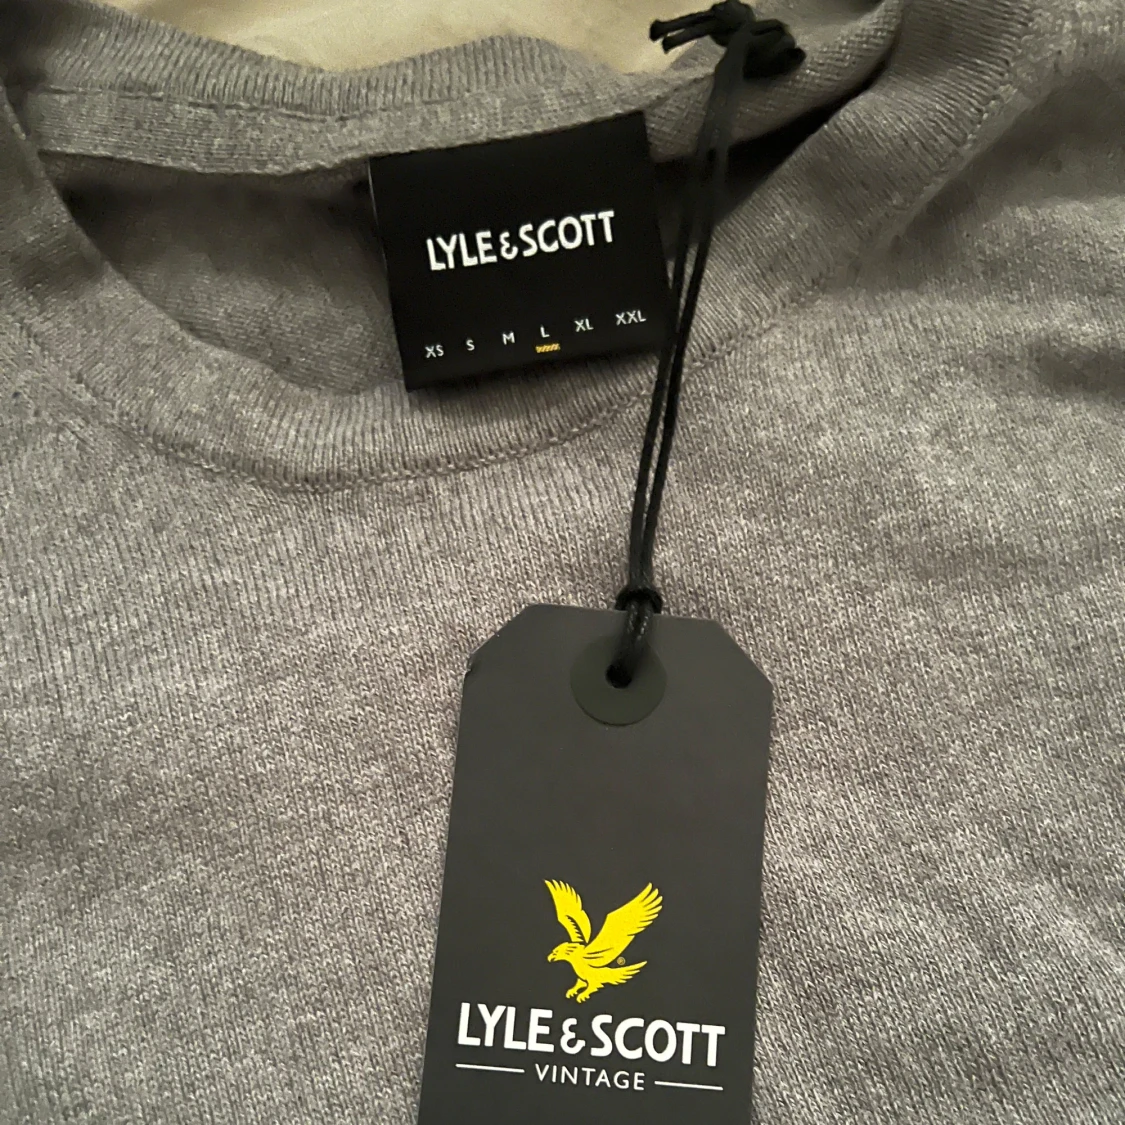 LYLE & SCOTT
XS S M L XL XXL
®
LYLE & SCOTT
VINTAGE